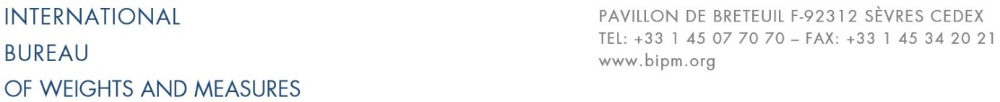 INTERNATIONAL
BUREAU
OF WEIGHTS AND MEASURES
PAVILLON DE BRETEUIL F-92312 SÈVRES CEDEX
TEL: +33 1 45 07 70 70 – FAX: +33 1 45 34 20 21
www.bipm.org